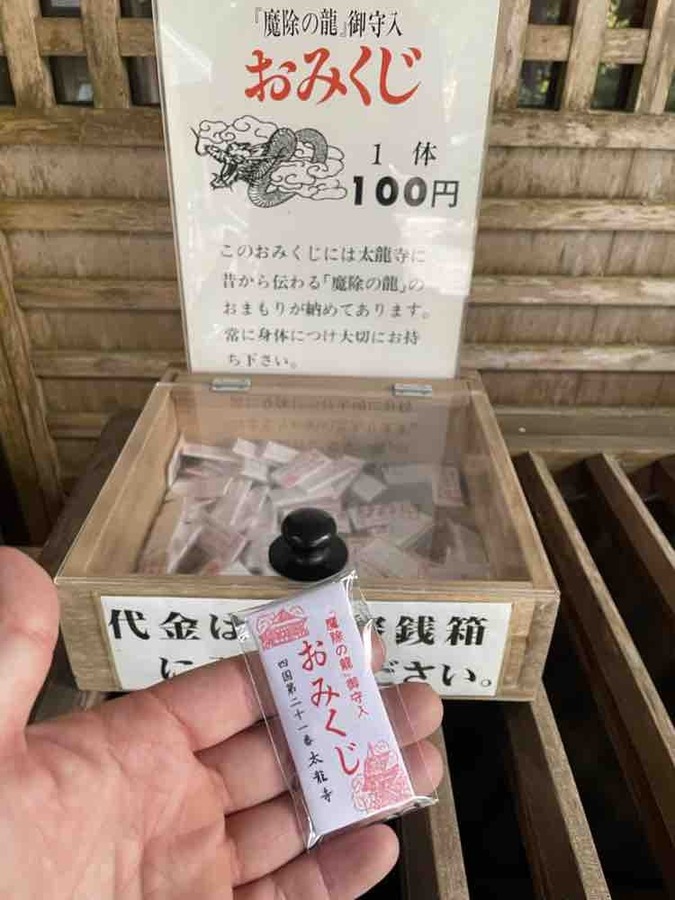 『魔除の龍』御守入
おみくじ
1体
100円
このおみくじには太龍寺に
昔から伝わる「魔除の龍」の
おまもりが納めてあります。
常に身体につけ大切にお持
ち下さい。
代金は 銭箱
に ださい。
『魔除の龍』御守入
おみくじ
四国第二十一番 太龍寺